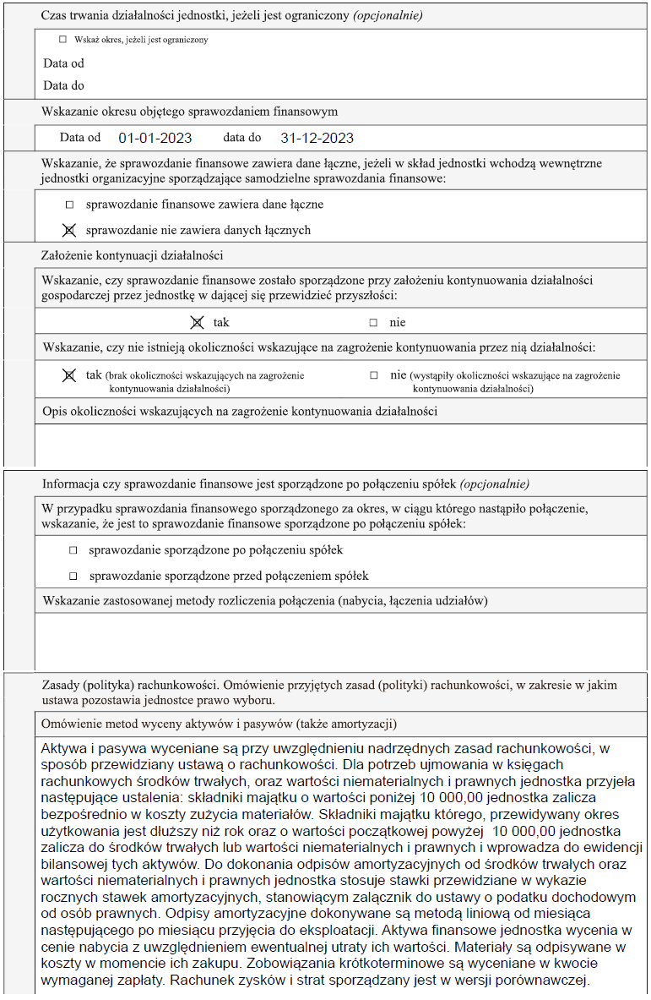 Czas trwania działalności jednostki, jeżeli jest ograniczony (opcjonalnie)
☐ Wskaż okres, jeżeli jest ograniczony
Data od
Data do
Wskazanie okresu objętego sprawozdaniem finansowym
Data od 01-01-2023 data do 31-12-2023
Wskazanie, że sprawozdanie finansowe zawiera dane łączne, jeżeli w skład jednostki wchodzą wewnętrzne
jednostki organizacyjne sporządzające samodzielne sprawozdania finansowe:
☐ sprawozdanie finansowe zawiera dane łączne
☒ sprawozdanie nie zawiera danych łącznych
Założenie kontynuacji działalności
Wskazanie, czy sprawozdanie finansowe zostało sporządzone przy założeniu kontynuowania działalności
gospodarczej przez jednostkę w dającej się przewidzieć przyszłości:
☒ tak ☐ nie
Wskazanie, czy nie istnieją okoliczności wskazujące na zagrożenie kontynuowania przez nią działalności:
☒ tak (brak okoliczności wskazujących na zagrożenie ☐ nie (wystąpiły okoliczności wskazujące na zagrożenie
kontynuowania działalności) kontynuowania działalności)
Opis okoliczności wskazujących na zagrożenie kontynuowania działalności
Informacja czy sprawozdanie finansowe jest sporządzone po połączeniu spółek (opcjonalnie)
W przypadku sprawozdania finansowego sporządzonego za okres, w ciągu którego nastąpiło połączenie,
wskazanie, że jest to sprawozdanie finansowe sporządzone po połączeniu spółek:
☐ sprawozdanie sporządzone po połączeniu spółek
☐ sprawozdanie sporządzone przed połączeniem spółek
Wskazanie zastosowanej metody rozliczenia połączenia (nabycia, łączenia udziałów)
Zasady (polityka) rachunkowości. Omówienie przyjętych zasad (polityki) rachunkowości, w zakresie w jakim
ustawa pozostawia jednostce prawo wyboru.
Omówienie metod wyceny aktywów i pasywów (także amortyzacji)
Aktywa i pasywa wyceniane są przy uwzględnieniu nadrzędnych zasad rachunkowości, w
sposób przewidziany ustawą o rachunkowości. Dla potrzeb ujmowania w księgach
rachunkowych środków trwałych, oraz wartości niematerialnych i prawnych jednostka przyjeła
następujące ustalenia: składniki majątku o wartości poniżej 10 000,00 jednostka zalicza
bezpośrednio w koszty zużycia materiałów. Składniki majątku którego, przewidywany okres
użytkowania jest dłuższy niż rok oraz o wartości początkowej powyżej 10 000,00 jednostka
zalicza do środków trwałych lub wartości niematerialnych i prawnych i wprowadza do ewidencji
bilansowej tych aktywów. Do dokonania odpisów amortyzacyjnych od środków trwałych oraz
wartości niematerialnych i prawnych jednostka stosuje stawki przewidziane w wykazie
rocznych stawek amortyzacyjnych, stanowiącym załącznik do ustawy o podatku dochodowym
od osób prawnych. Odpisy amortyzacyjne dokonywane są metodą liniową od miesiąca
następującego po miesiącu przyjęcia do eksploatacji. Aktywa finansowe jednostka wycenia w
cenie nabycia z uwzględnieniem ewentualnej utraty ich wartości. Materiały są odpisywane w
koszty w momencie ich zakupu. Zobowiązania krótkoterminowe są wyceniane w kwocie
wymaganej zapłaty. Rachunek zysków i strat sporządzany jest w wersji porównawczej.